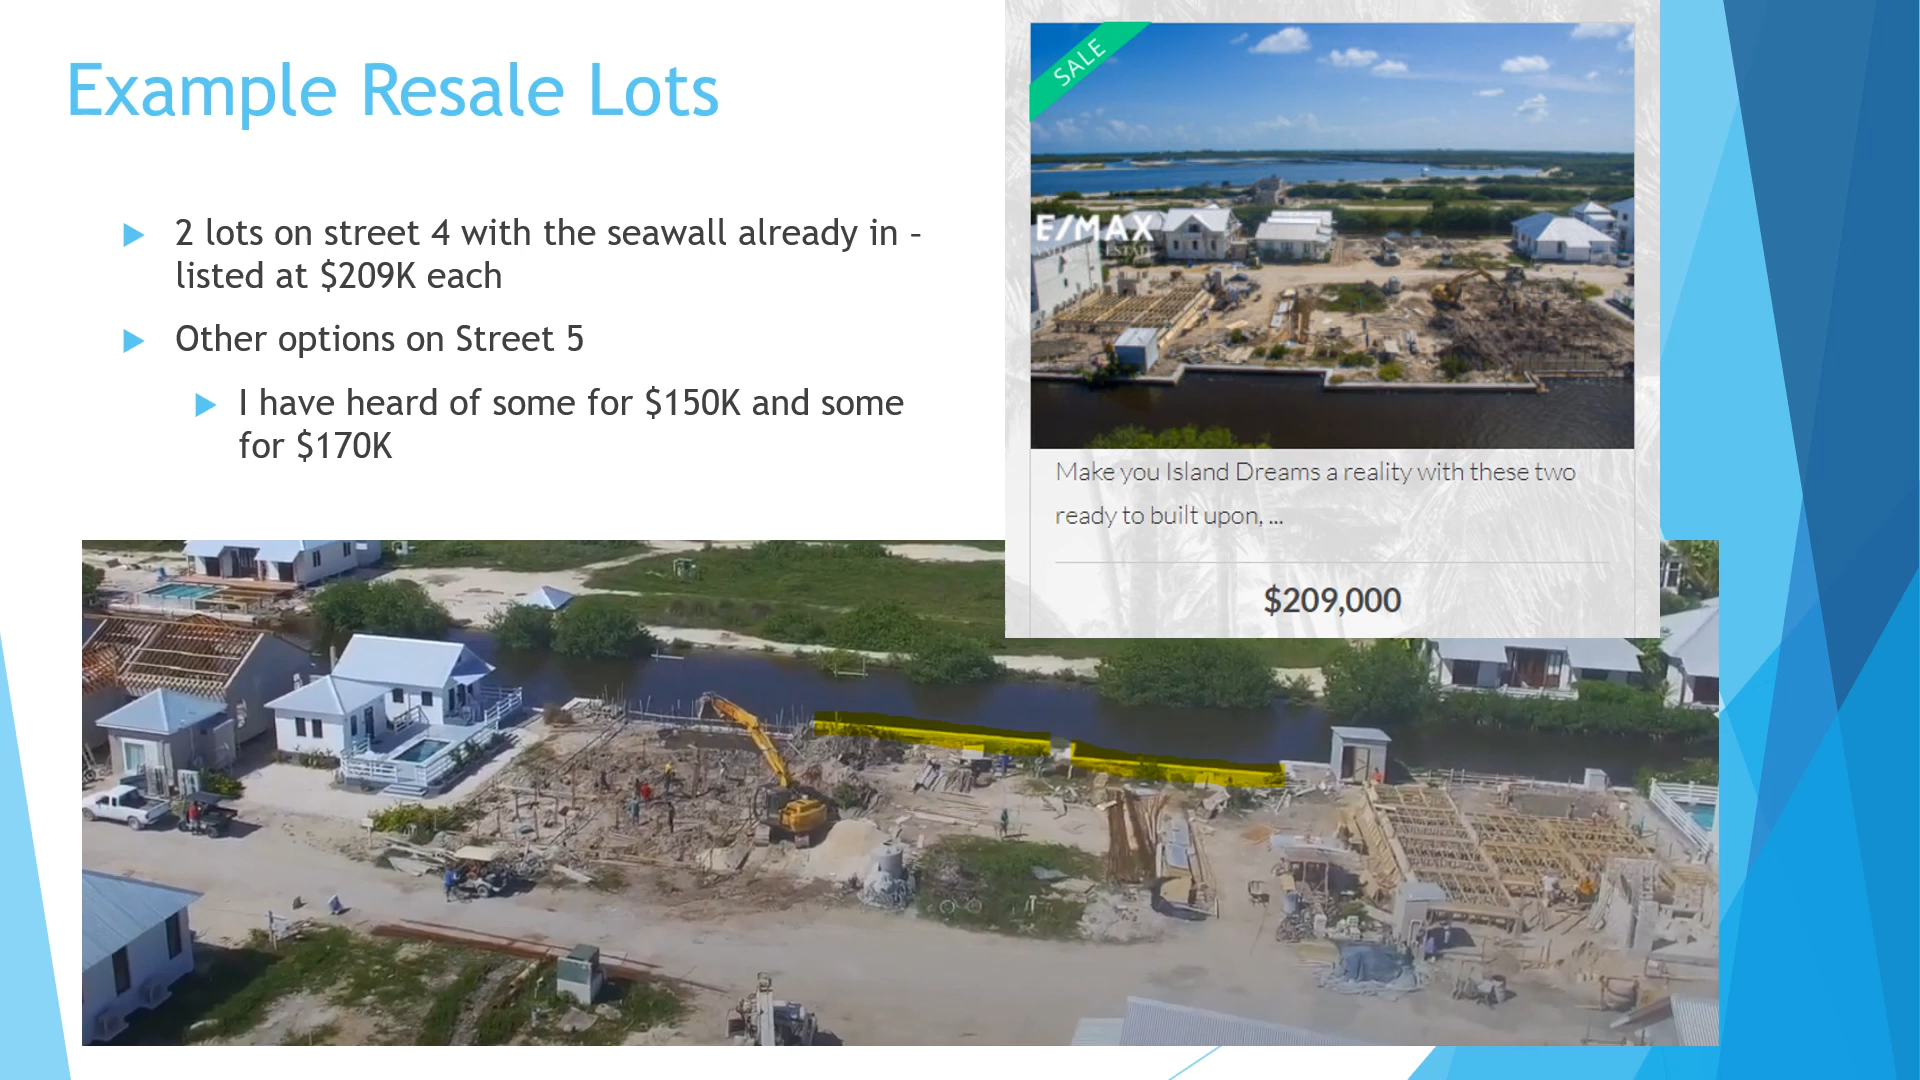 Example Resale Lots
2 lots on street 4 with the seawall already in –
listed at $209K each
Other options on Street 5
I have heard of some for $150K and some
for $170K
SALE
E/MAX
Make you Island Dreams a reality with these two
ready to built upon, ...
$209,000